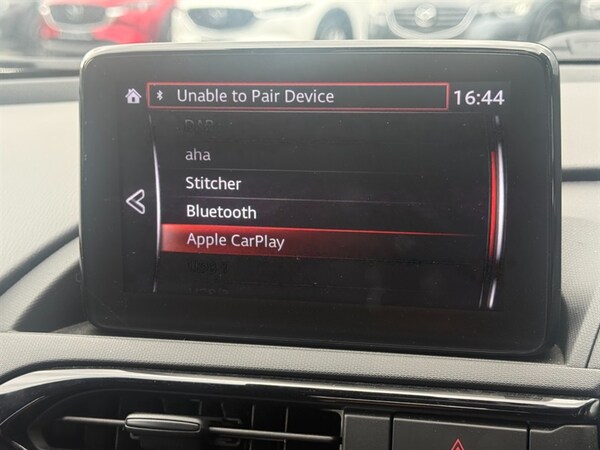 Unable to Pair Device
16:44
aha
Stitcher
Bluetooth
Apple CarPlay